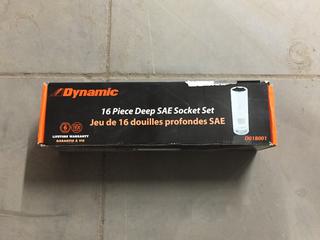 Dynamic
16 Piece Deep SAE Socket Set
Jeu de 16 douilles profondes SAE
LIFETIME WARRANTY
GARANTIE À VIE
D018001